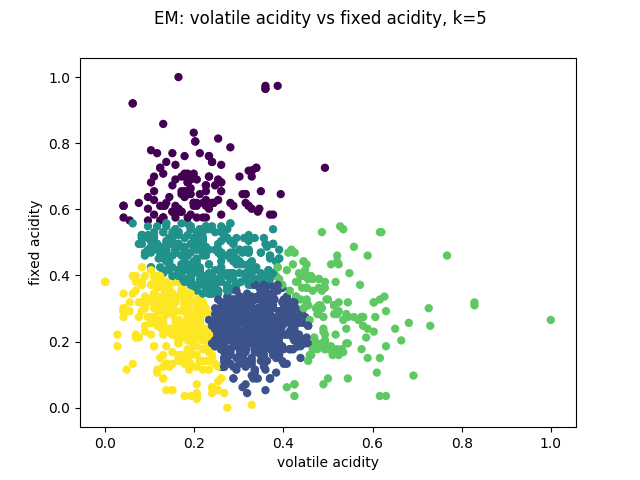 EM: volatile acidity vs fixed acidity, k=5
fixed acidity
1.0
0.8
0.6
0.4
0.2
0.0
0.0 0.2 0.4 0.6 0.8 1.0
volatile acidity